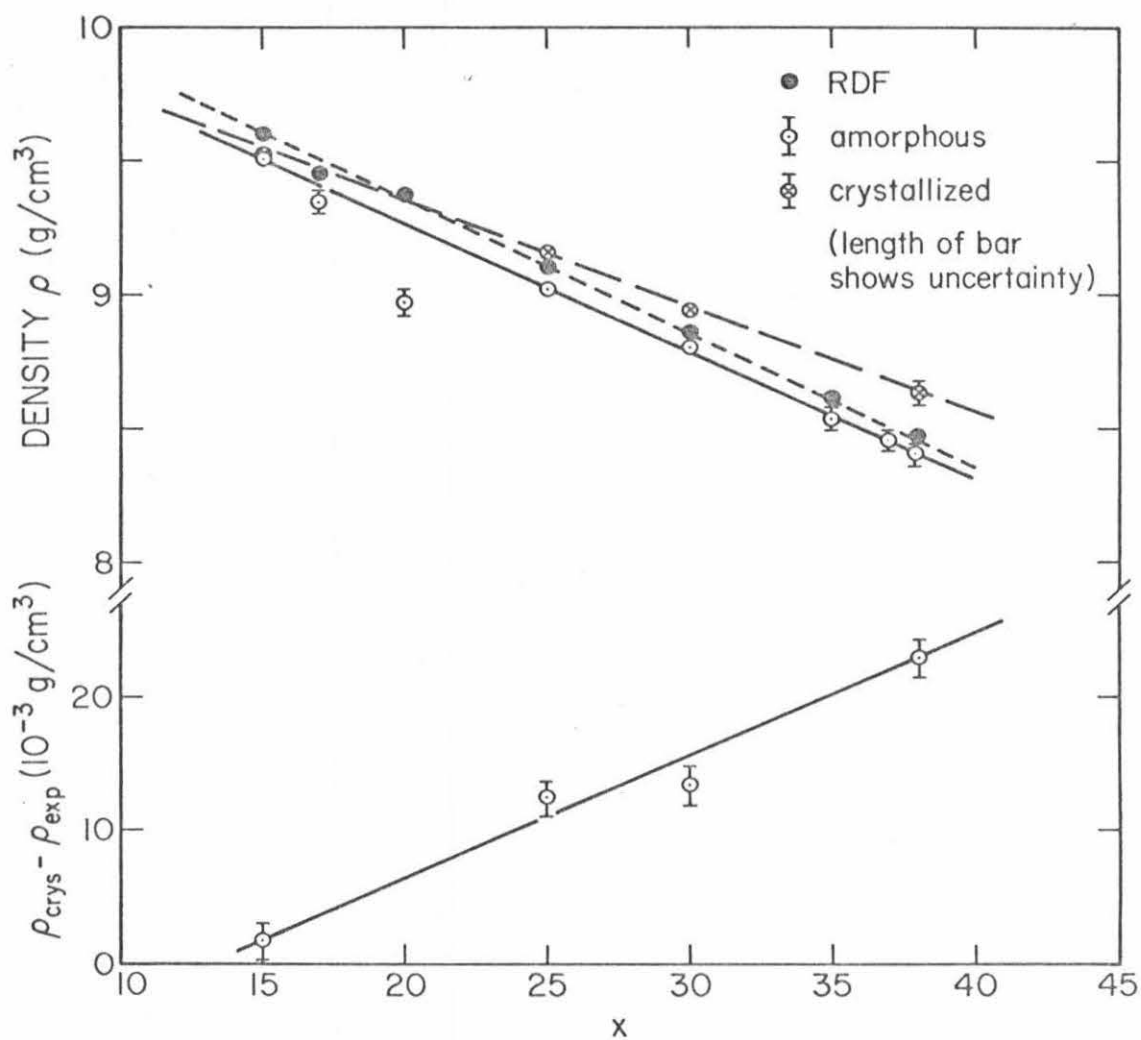 10
9
8
DENSITY ρ (g/cm³)
RDF
amorphous
crystallized
(length of bar
shows uncertainty)
20
10
0
ρcrys − ρexp (10⁻³ g/cm³)
10 15 20 25 30 35 40 45
x